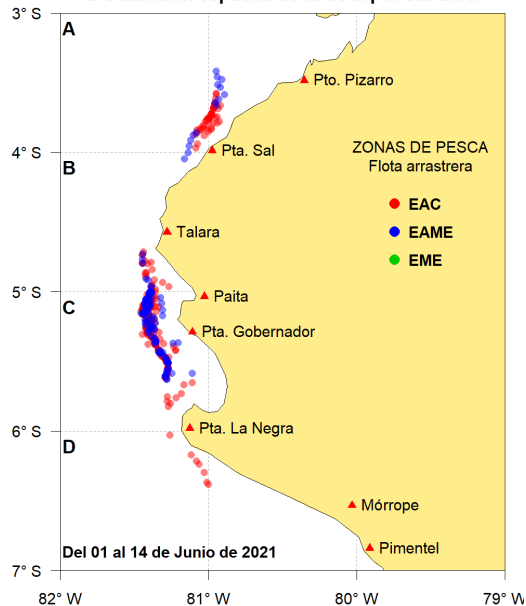 3° S
A
Pto. Pizarro
ZONAS DE PESCA
Flota arrastrera
EAC
EAME
EME
4° S
Pta. Sal
B
Talara
5° S
Paita
C
Pta. Gobernador
6° S
Pta. La Negra
D
Mórrope
Pimentel
Del 01 al 14 de Junio de 2021
7° S
82° W
81° W
80° W
79° W